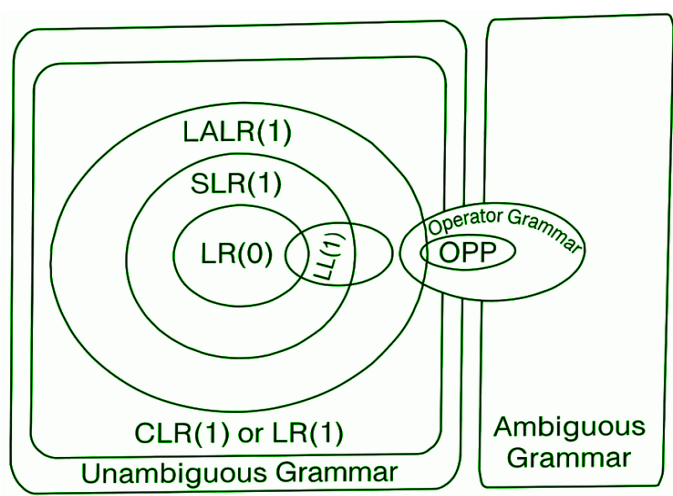 LALR(1)
SLR(1)
LR(0)
LL(1)
Operator Grammar
OPP
CLR(1) or LR(1)
Unambiguous Grammar
Ambiguous
Grammar